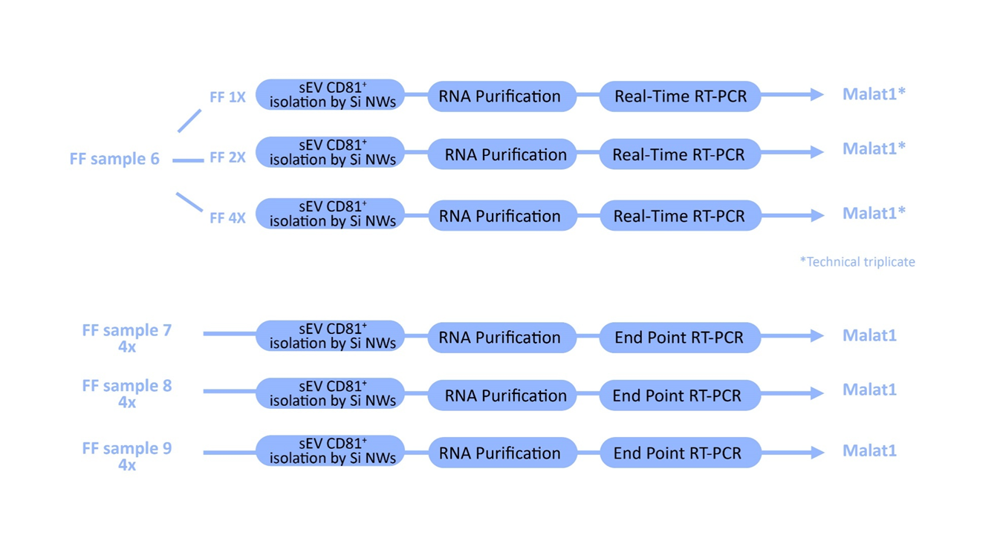 FF 1X
sEV CD81⁺
isolation by Si NWs
RNA Purification
Real-Time RT-PCR
Malat1*
FF sample 6
FF 2X
sEV CD81⁺
isolation by Si NWs
RNA Purification
Real-Time RT-PCR
Malat1*
FF 4X
sEV CD81⁺
isolation by Si NWs
RNA Purification
Real-Time RT-PCR
Malat1*
*Technical triplicate
FF sample 7
4x
sEV CD81⁺
isolation by Si NWs
RNA Purification
End Point RT-PCR
Malat1
FF sample 8
4x
sEV CD81⁺
isolation by Si NWs
RNA Purification
End Point RT-PCR
Malat1
FF sample 9
4x
sEV CD81⁺
isolation by Si NWs
RNA Purification
End Point RT-PCR
Malat1